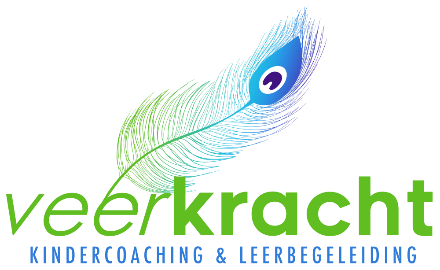 veerkracht
KINDERCOACHING & LEERBEGELEIDING